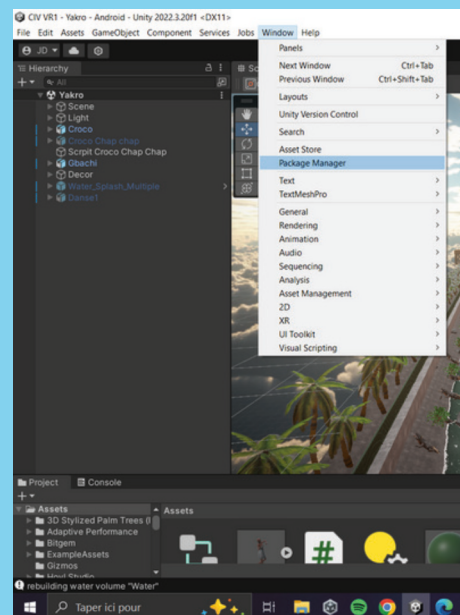 CIV VR1 - Yakro - Android - Unity 2022.3.20f1 <DX11>
File Edit Assets GameObject Component Services Jobs Window Help
JD
Hierarchy
All
Yakro
Scene
Light
Croco
Croco Chap chap
Scrpit Croco Chap Chap
Gbachi
Decor
Water_Splash_Multiple
Danse1
Panels
Next Window Ctrl+Tab
Previous Window Ctrl+Shift+Tab
Layouts
Unity Version Control
Search
Asset Store
Package Manager
Text
TextMeshPro
General
Rendering
Animation
Audio
Sequencing
Analysis
Asset Management
2D
XR
UI Toolkit
Visual Scripting
Project Console
Assets
3D Stylized Palm Trees (
Adaptive Performance
Bitgem
ExampleAssets
Gizmos
Assets
rebuilding water volume "Water"
Taper ici pour